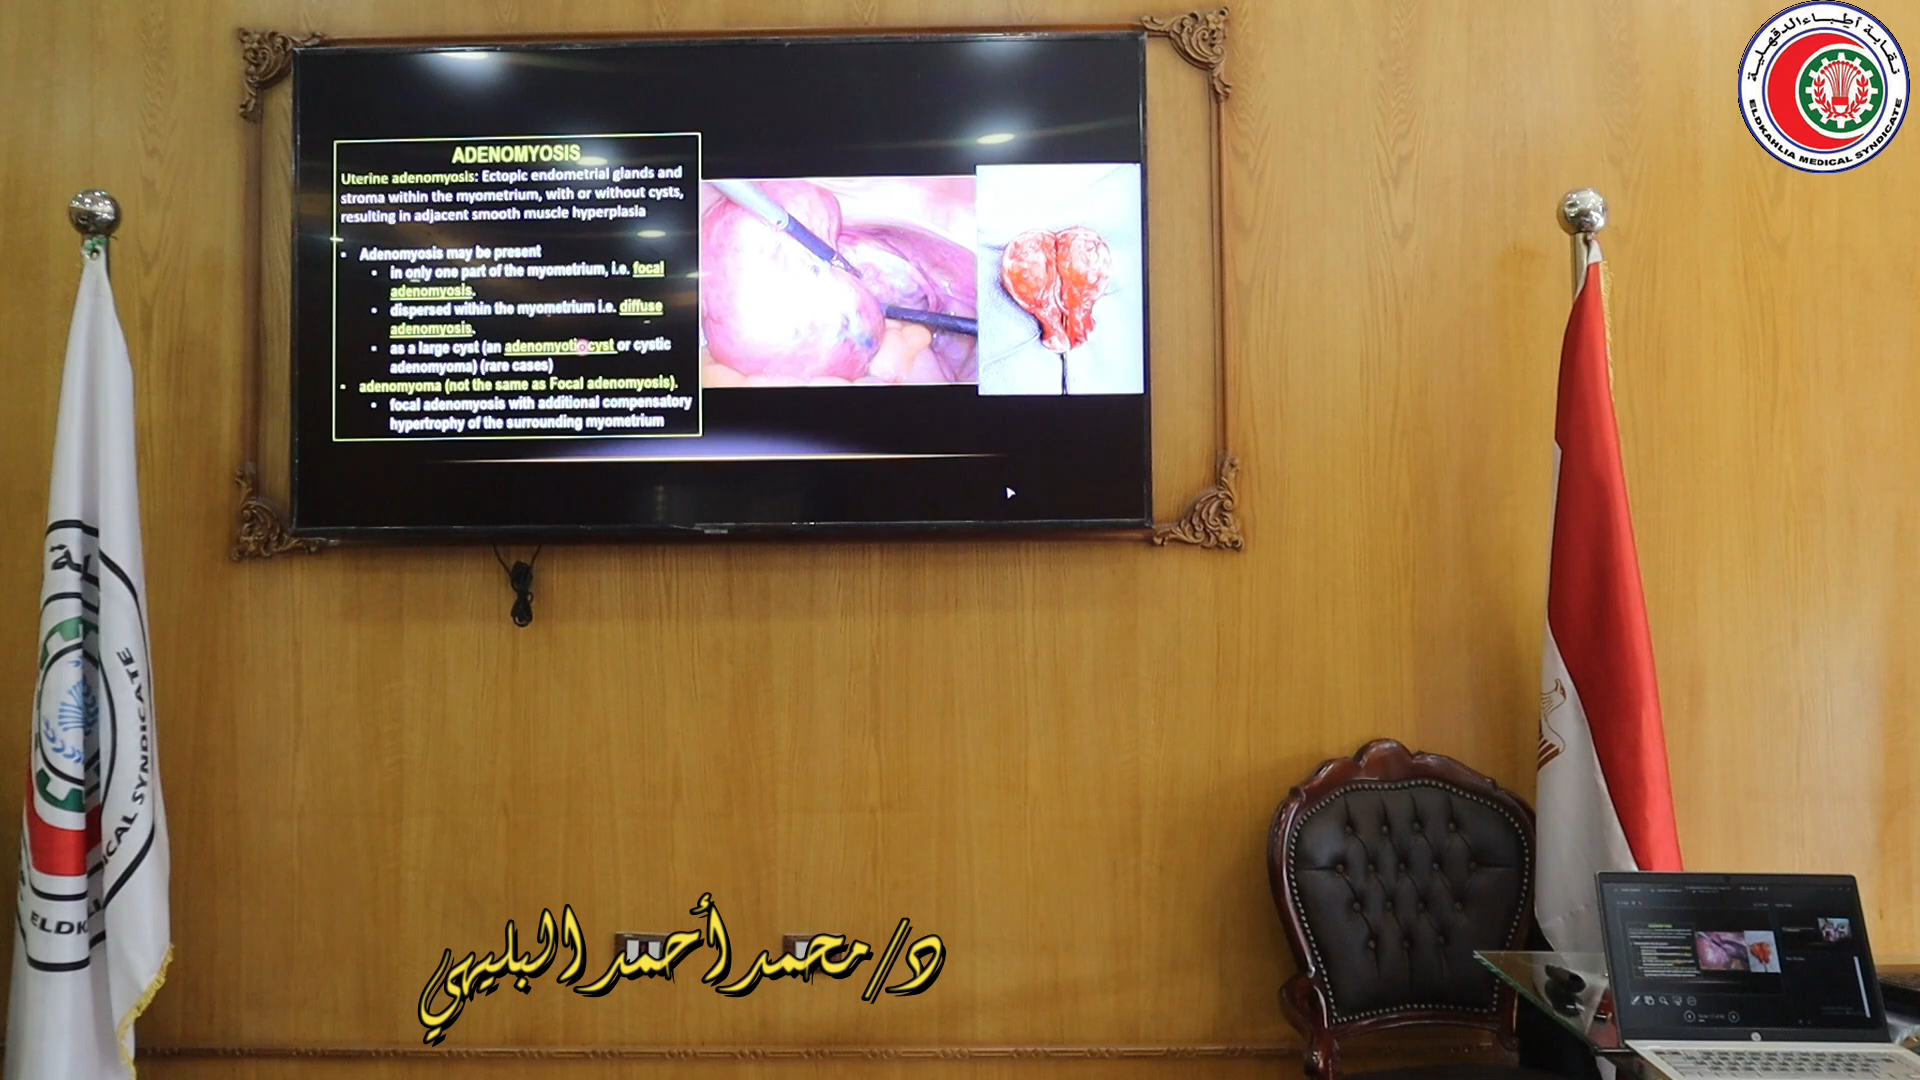 ADENOMYOSIS
Uterine adenomyosis: Ectopic endometrial glands and
stroma within the myometrium, with or without cysts,
resulting in adjacent smooth muscle hyperplasia
• Adenomyosis may be present
• in only one part of the myometrium, i.e. focal
adenomyosis.
• dispersed within the myometrium i.e. diffuse
adenomyosis.
• as a large cyst (an adenomyotic cyst or cystic
adenomyoma) (rare cases)
• adenomyoma (not the same as Focal adenomyosis).
• focal adenomyosis with additional compensatory
hypertrophy of the surrounding myometrium
نقابة أطباء الدقهلية
ELDKAHLIA MEDICAL SYNDICATE
ICAL SYNDICATE
د/محمد أحمد البليهي